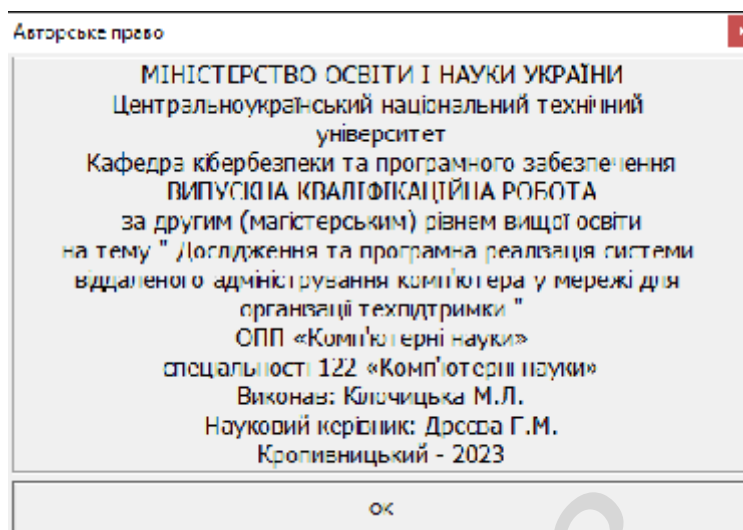 Авторське право
МІНІСТЕРСТВО ОСВІТИ І НАУКИ УКРАЇНИ
Центральноукраїнський національний технічний
університет
Кафедра кібербезпеки та програмного забезпечення
ВИПУСКНА КВАЛІФІКАЦІЙНА РОБОТА
за другим (магістерським) рівнем вищої освіти
на тему " Дослідження та програмна реалізація системи
віддаленого адміністрування комп'ютера у мережі для
організації техпідтримки "
ОПП «Комп'ютерні науки»
спеціальності 122 «Комп'ютерні науки»
Виконав: Клочицька М.Л.
Науковий керівник: Дрєєва Г.М.
Кропивницький - 2023
ОК